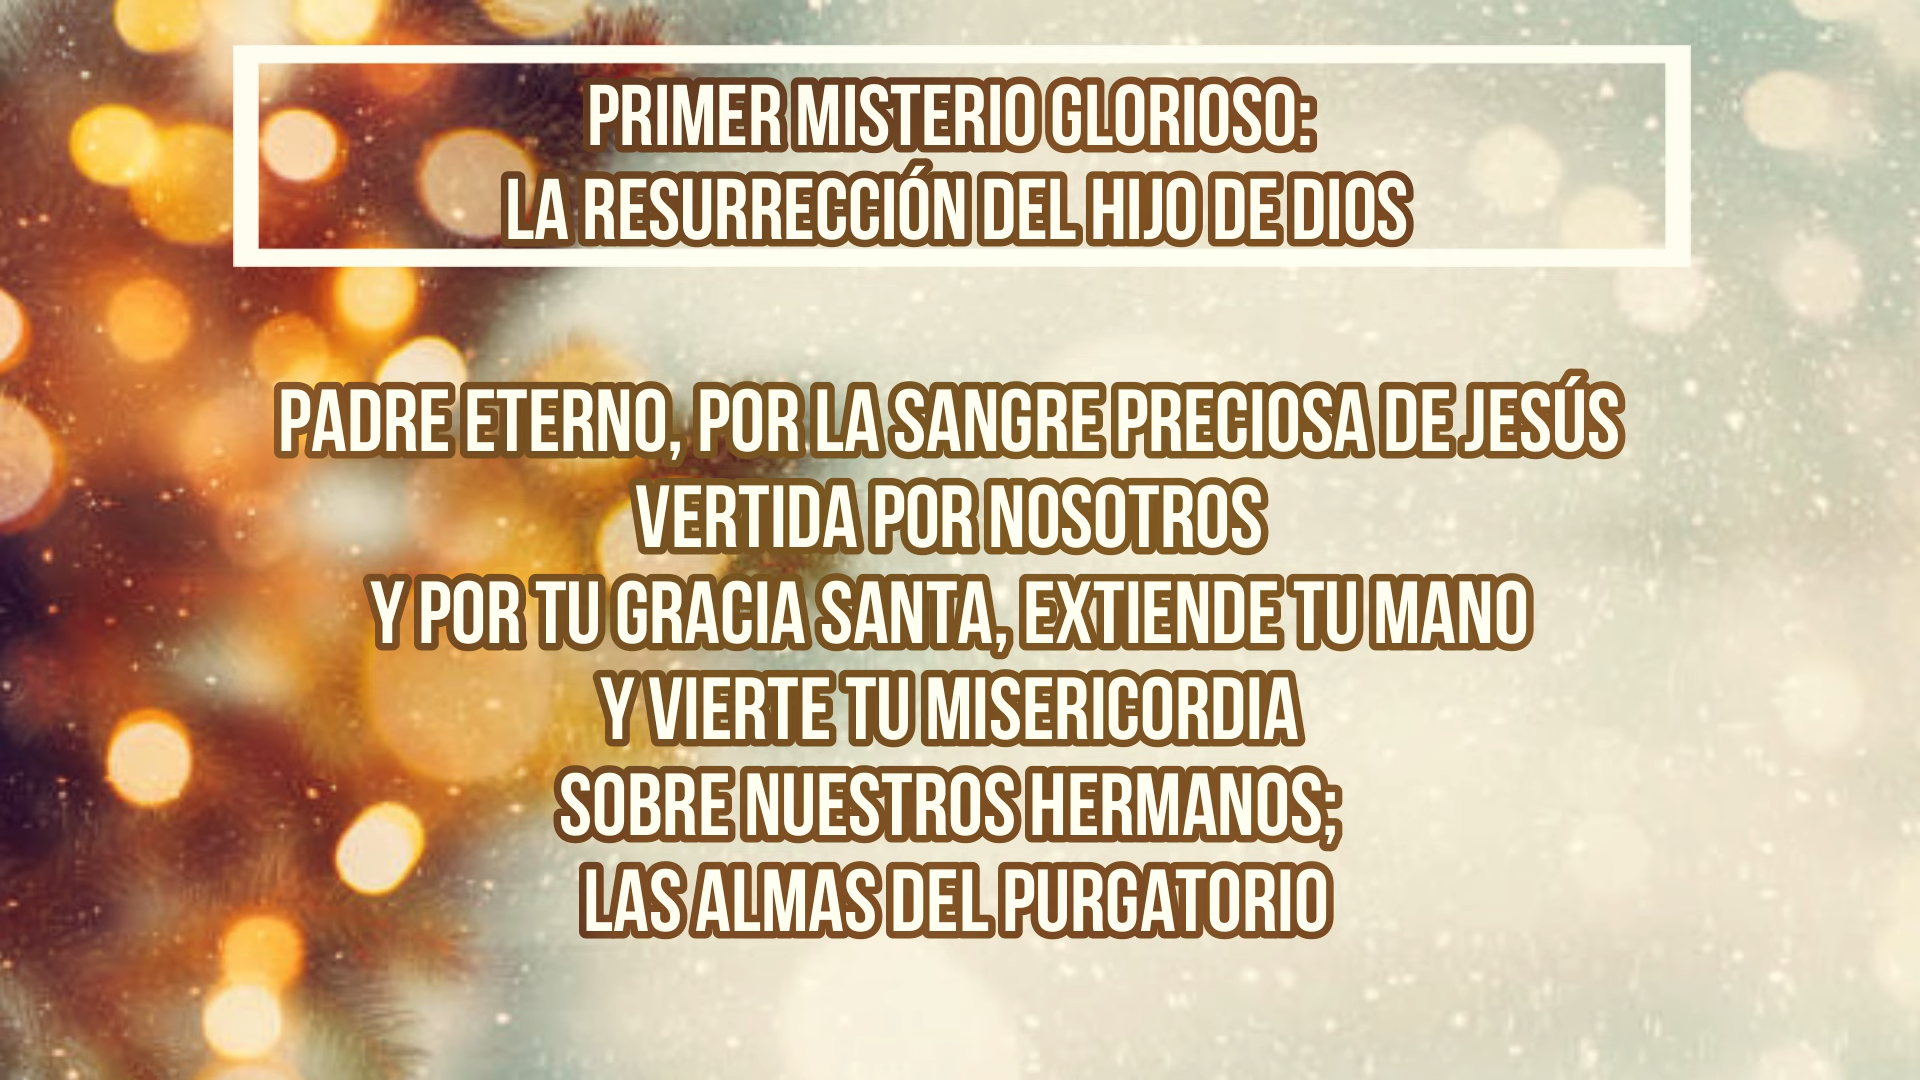 PRIMER MISTERIO GLORIOSO:
LA RESURRECCIÓN DEL HIJO DE DIOS
PADRE ETERNO, POR LA SANGRE PRECIOSA DE JESÚS
VERTIDA POR NOSOTROS
Y POR TU GRACIA SANTA, EXTIENDE TU MANO
Y VIERTE TU MISERICORDIA
SOBRE NUESTROS HERMANOS;
LAS ALMAS DEL PURGATORIO